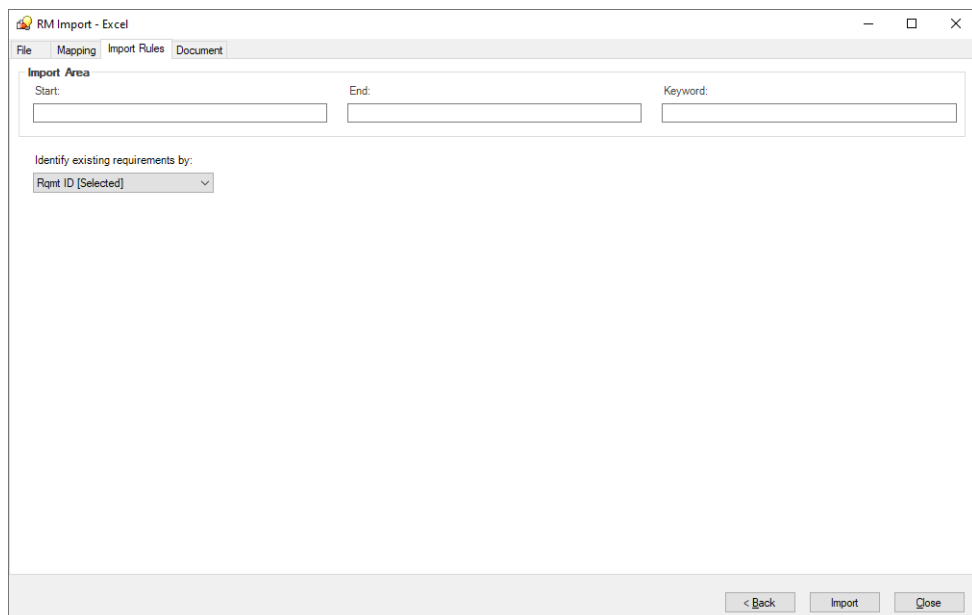 RM Import - Excel
File Mapping Import Rules Document
Import Area
Start: End: Keyword:
Identify existing requirements by:
Rqmt ID [Selected]
< Back Import Close